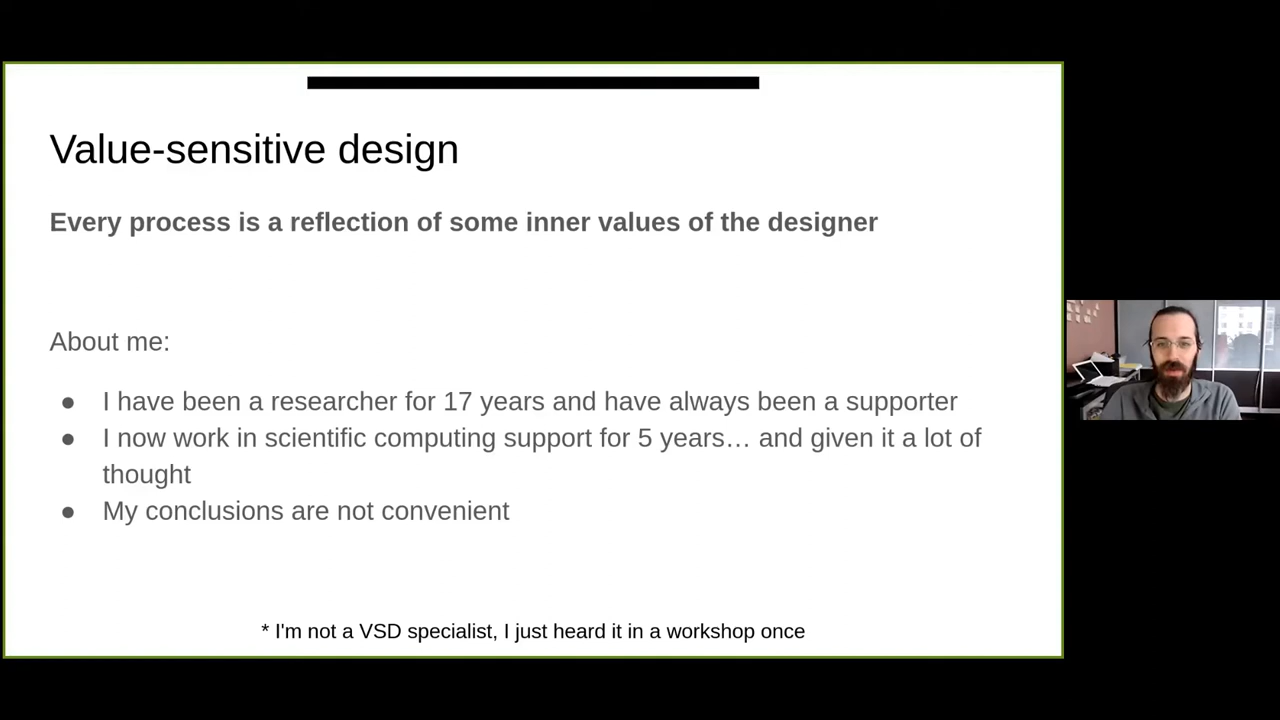 Value-sensitive design
Every process is a reflection of some inner values of the designer
About me:
● I have been a researcher for 17 years and have always been a supporter
● I now work in scientific computing support for 5 years… and given it a lot of
thought
● My conclusions are not convenient
* I'm not a VSD specialist, I just heard it in a workshop once